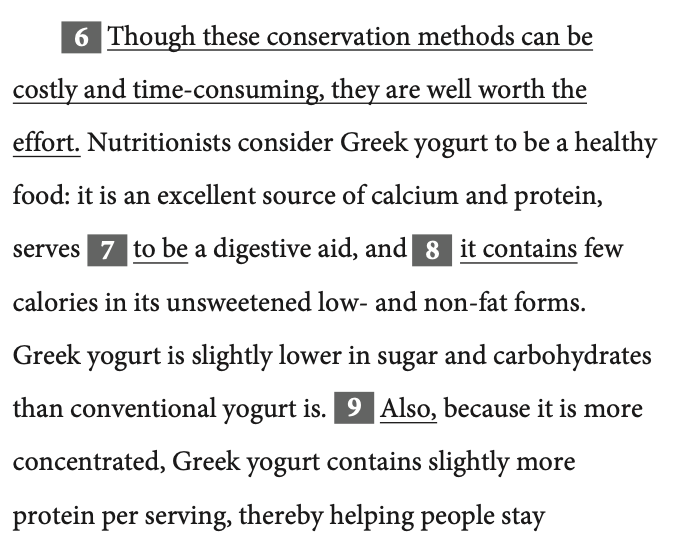 6 Though these conservation methods can be
costly and time-consuming, they are well worth the
effort. Nutritionists consider Greek yogurt to be a healthy
food: it is an excellent source of calcium and protein,
serves 7 to be a digestive aid, and 8 it contains few
calories in its unsweetened low- and non-fat forms.
Greek yogurt is slightly lower in sugar and carbohydrates
than conventional yogurt is. 9 Also, because it is more
concentrated, Greek yogurt contains slightly more
protein per serving, thereby helping people stay